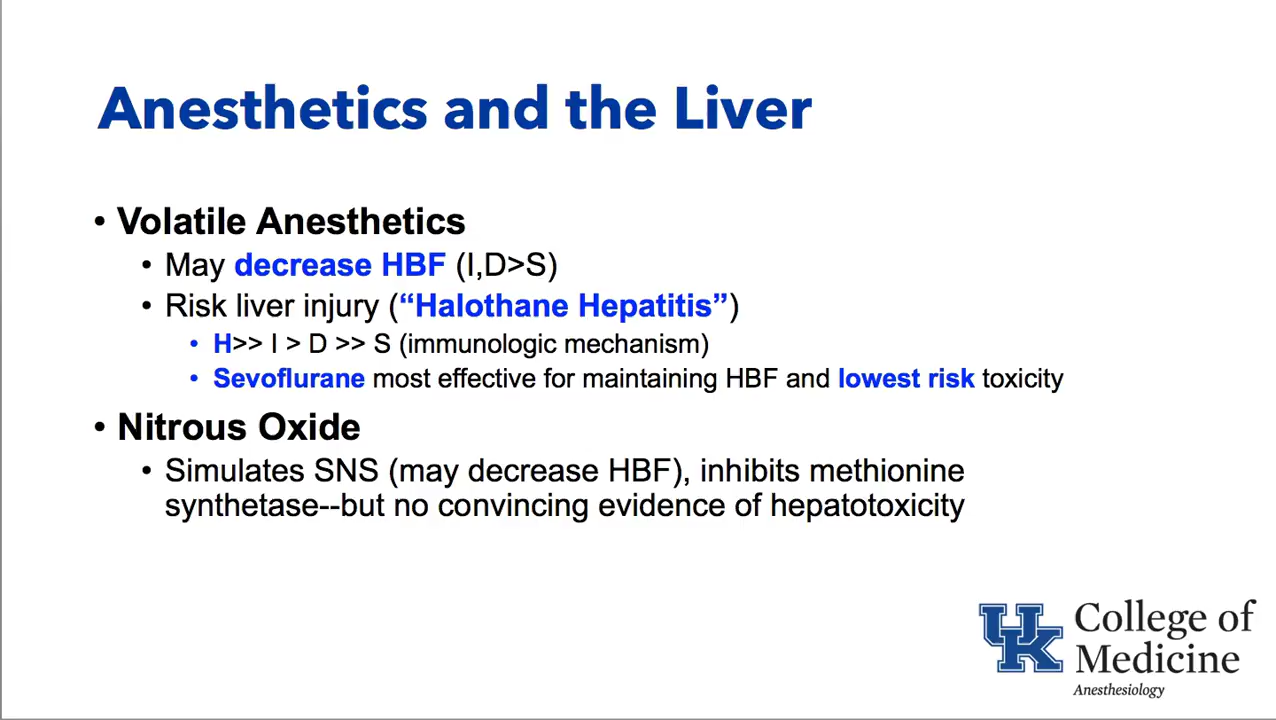 Anesthetics and the Liver
• Volatile Anesthetics
• May decrease HBF (I,D>S)
• Risk liver injury (“Halothane Hepatitis”)
• H>> I > D >> S (immunologic mechanism)
• Sevoflurane most effective for maintaining HBF and lowest risk toxicity
• Nitrous Oxide
• Simulates SNS (may decrease HBF), inhibits methionine
synthetase--but no convincing evidence of hepatotoxicity
UK
College of
Medicine
Anesthesiology